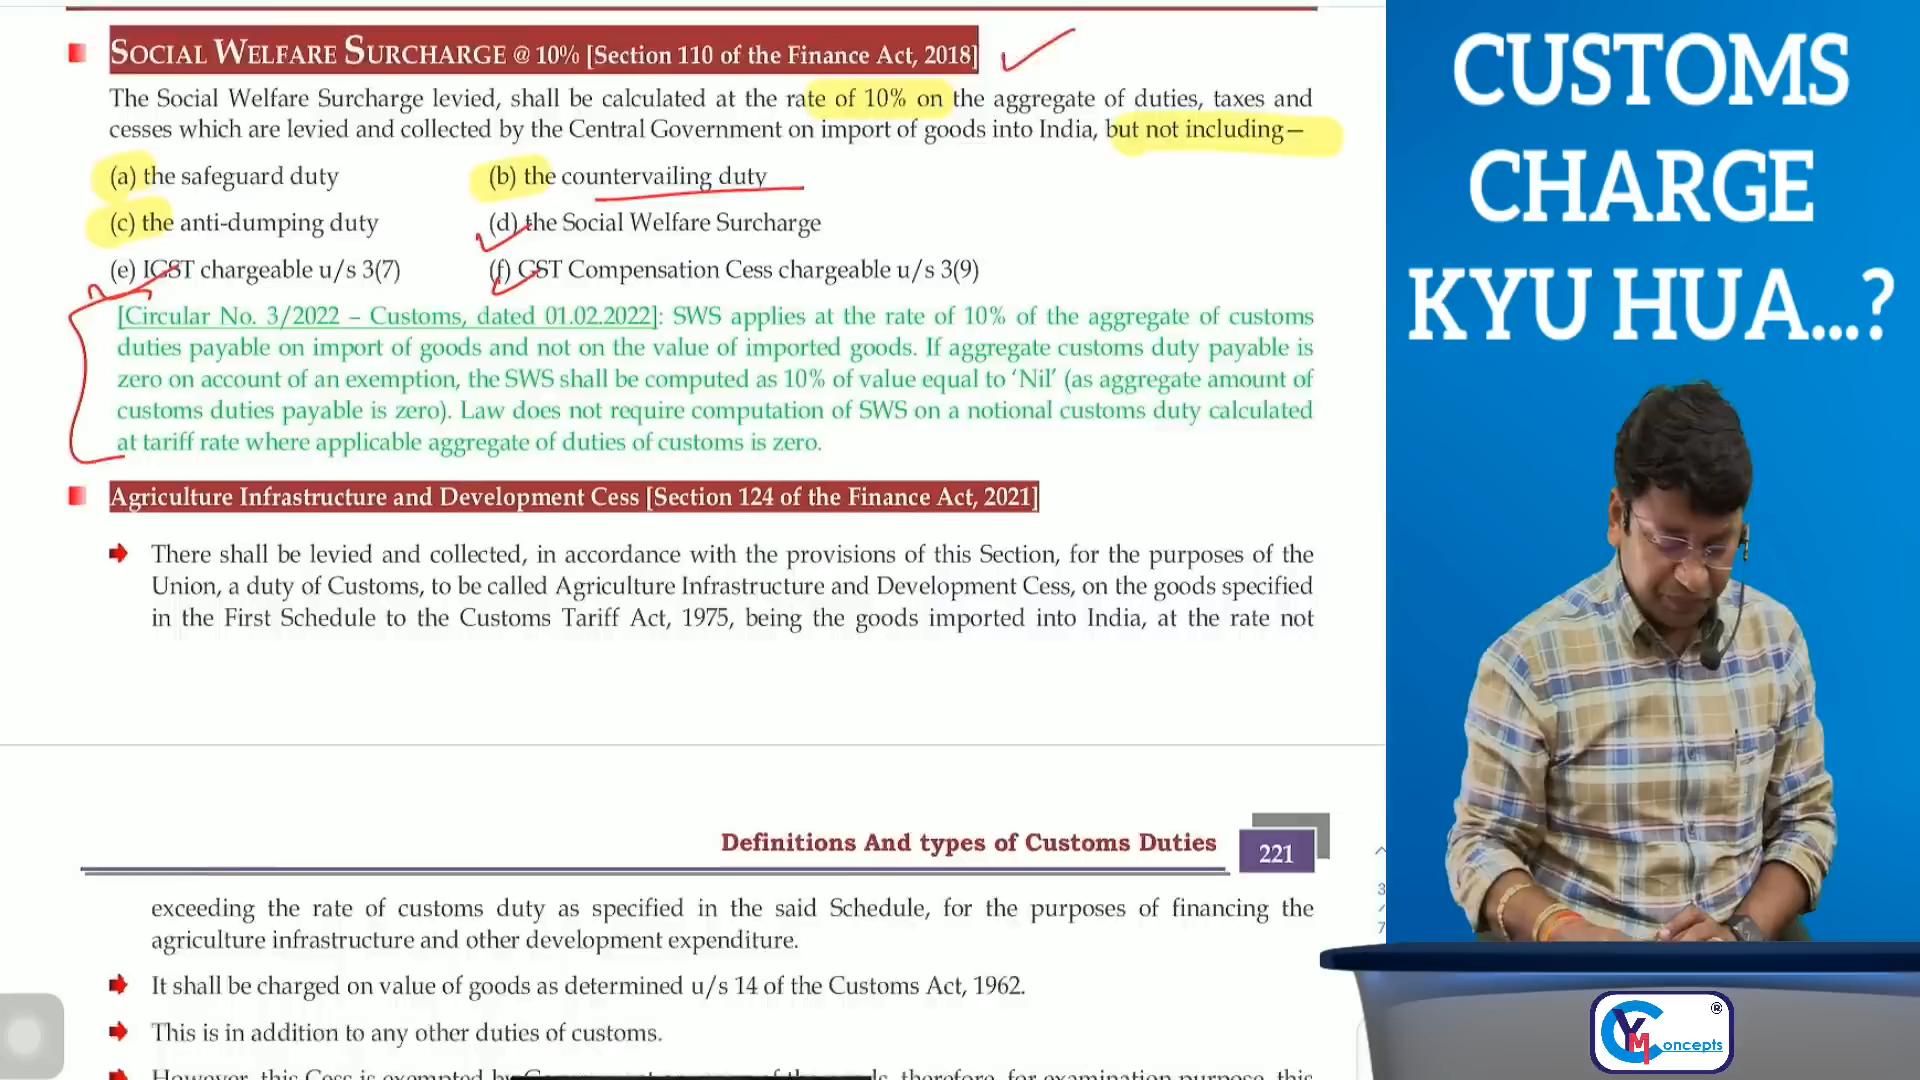 SOCIAL WELFARE SURCHARGE @ 10% [Section 110 of the Finance Act, 2018]
The Social Welfare Surcharge levied, shall be calculated at the rate of 10% on the aggregate of duties, taxes and
cesses which are levied and collected by the Central Government on import of goods into India, but not including—
(a) the safeguard duty (b) the countervailing duty
(c) the anti-dumping duty (d) the Social Welfare Surcharge
(e) IGST chargeable u/s 3(7) (f) GST Compensation Cess chargeable u/s 3(9)
[Circular No. 3/2022 – Customs, dated 01.02.2022]: SWS applies at the rate of 10% of the aggregate of customs
duties payable on import of goods and not on the value of imported goods. If aggregate customs duty payable is
zero on account of an exemption, the SWS shall be computed as 10% of value equal to ‘Nil’ (as aggregate amount of
customs duties payable is zero). Law does not require computation of SWS on a notional customs duty calculated
at tariff rate where applicable aggregate of duties of customs is zero.
Agriculture Infrastructure and Development Cess [Section 124 of the Finance Act, 2021]
There shall be levied and collected, in accordance with the provisions of this Section, for the purposes of the
Union, a duty of Customs, to be called Agriculture Infrastructure and Development Cess, on the goods specified
in the First Schedule to the Customs Tariff Act, 1975, being the goods imported into India, at the rate not
Definitions And types of Customs Duties 221
exceeding the rate of customs duty as specified in the said Schedule, for the purposes of financing the
agriculture infrastructure and other development expenditure.
It shall be charged on value of goods as determined u/s 14 of the Customs Act, 1962.
This is in addition to any other duties of customs.
However, this Cess is exempted by therefore, for examination purpose, this
CUSTOMS
CHARGE
KYU HUA...?
3
7
YM Concepts ®